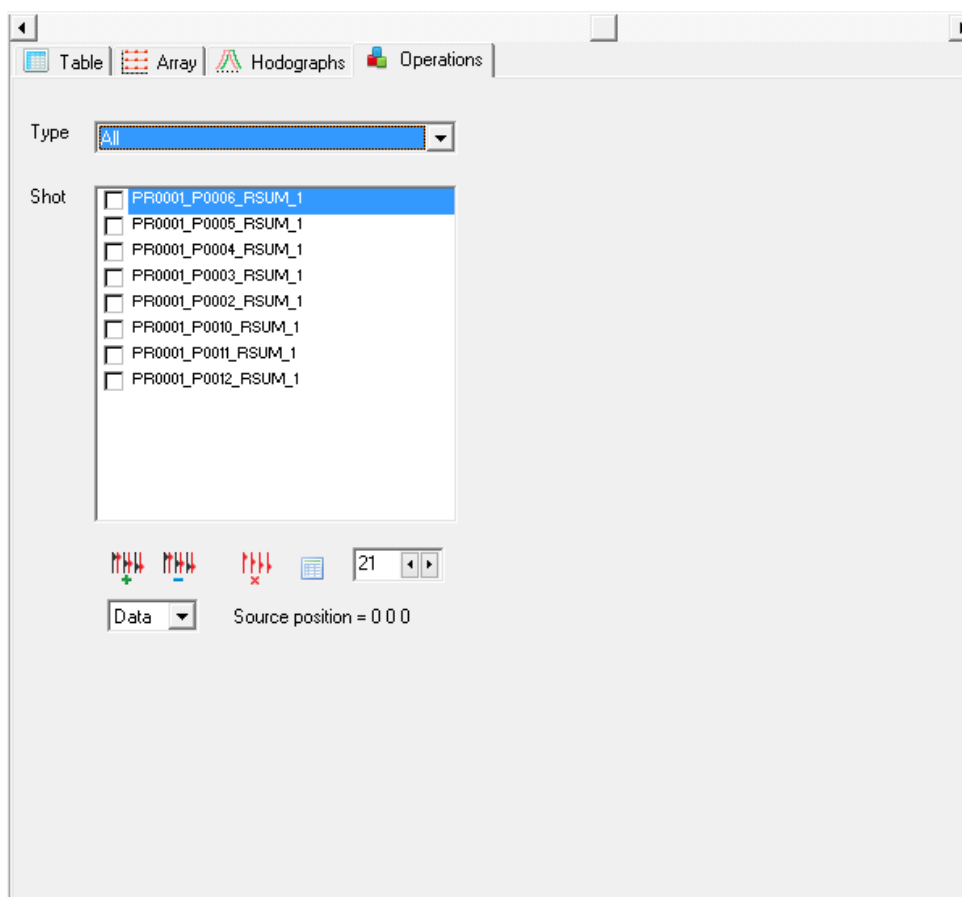 Table Array Hodographs Operations
Type All
Shot PR0001_P0006_RSUM_1
PR0001_P0005_RSUM_1
PR0001_P0004_RSUM_1
PR0001_P0003_RSUM_1
PR0001_P0002_RSUM_1
PR0001_P0010_RSUM_1
PR0001_P0011_RSUM_1
PR0001_P0012_RSUM_1
21
Data Source position = 0 0 0